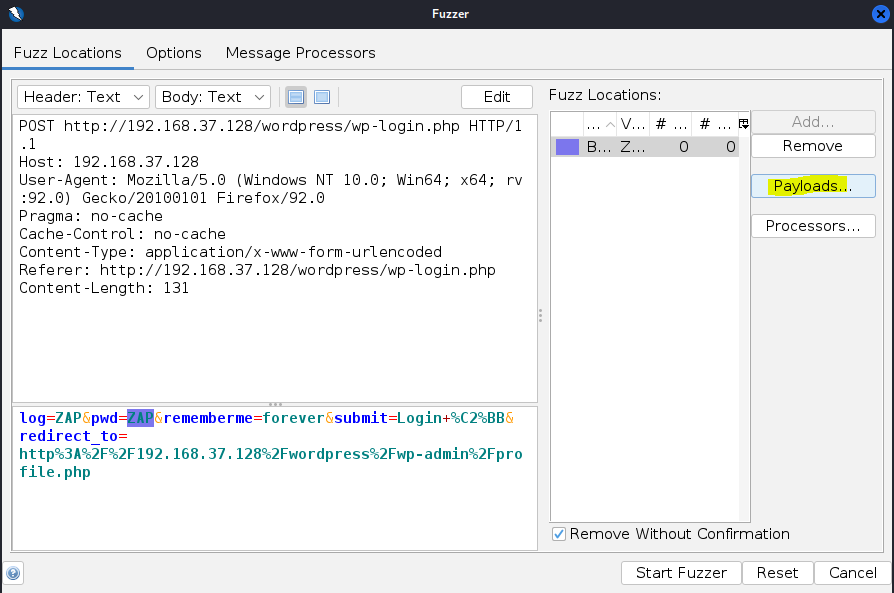 Fuzzer
Fuzz Locations Options Message Processors
Header: Text Body: Text Edit
POST http://192.168.37.128/wordpress/wp-login.php HTTP/1
.1
Host: 192.168.37.128
User-Agent: Mozilla/5.0 (Windows NT 10.0; Win64; x64; rv
:92.0) Gecko/20100101 Firefox/92.0
Pragma: no-cache
Cache-Control: no-cache
Content-Type: application/x-www-form-urlencoded
Referer: http://192.168.37.128/wordpress/wp-login.php
Content-Length: 131
log=ZAP&pwd=ZAP&rememberme=forever&submit=Login+%C2%BB&
redirect_to=
http%3A%2F%2F192.168.37.128%2Fwordpress%2Fwp-admin%2Fpro
file.php
Fuzz Locations:
... V... # ... # ...
B... Z... 0 0
Add...
Remove
Payloads...
Processors...
Remove Without Confirmation
Start Fuzzer Reset Cancel